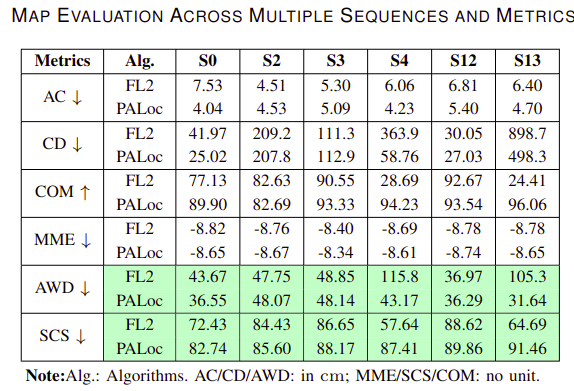 MAP EVALUATION ACROSS MULTIPLE SEQUENCES AND METRICS
Metrics Alg. S0 S2 S3 S4 S12 S13
AC ↓ FL2 7.53 4.51 5.30 6.06 6.81 6.40
PALoc 4.04 4.53 5.09 4.23 5.40 4.70
CD ↓ FL2 41.97 209.2 111.3 363.9 30.05 898.7
PALoc 25.02 207.8 112.9 58.76 27.03 498.3
COM ↑ FL2 77.13 82.63 90.55 28.69 92.67 24.41
PALoc 89.90 82.69 93.33 94.23 93.54 96.06
MME ↓ FL2 -8.82 -8.76 -8.40 -8.69 -8.78 -8.78
PALoc -8.65 -8.67 -8.34 -8.61 -8.74 -8.65
AWD ↓ FL2 43.67 47.75 48.85 115.8 36.97 105.3
PALoc 36.55 48.07 48.14 43.17 36.29 31.64
SCS ↓ FL2 72.43 84.43 86.65 57.64 88.62 64.69
PALoc 82.74 85.60 88.17 87.41 89.86 91.46
Note:Alg.: Algorithms. AC/CD/AWD: in cm; MME/SCS/COM: no unit.